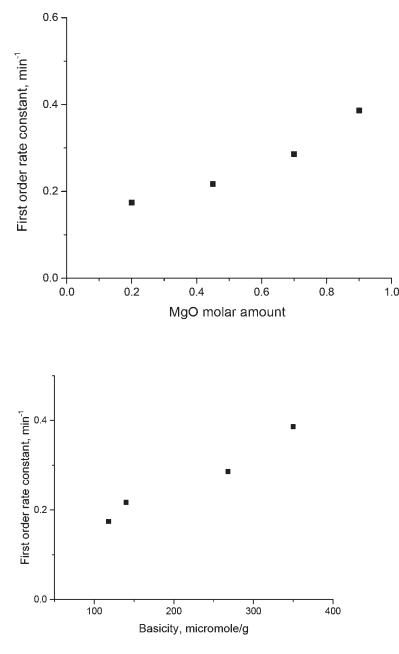 First order rate constant, min-1
0.6
0.4
0.2
0.0
0.0 0.2 0.4 0.6 0.8 1.0
MgO molar amount
First order rate constant, min-1
0.4
0.2
0.0
100 200 300 400
Basicity, micromole/g